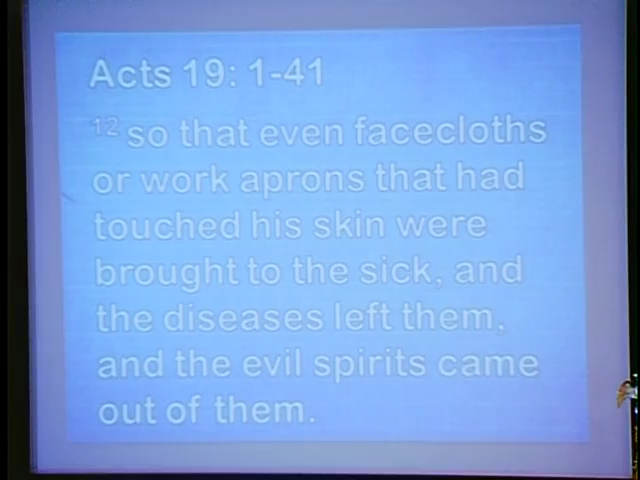 Acts 19: 1-41
12 so that even facecloths
or work aprons that had
touched his skin were
brought to the sick, and
the diseases left them,
and the evil spirits came
out of them.